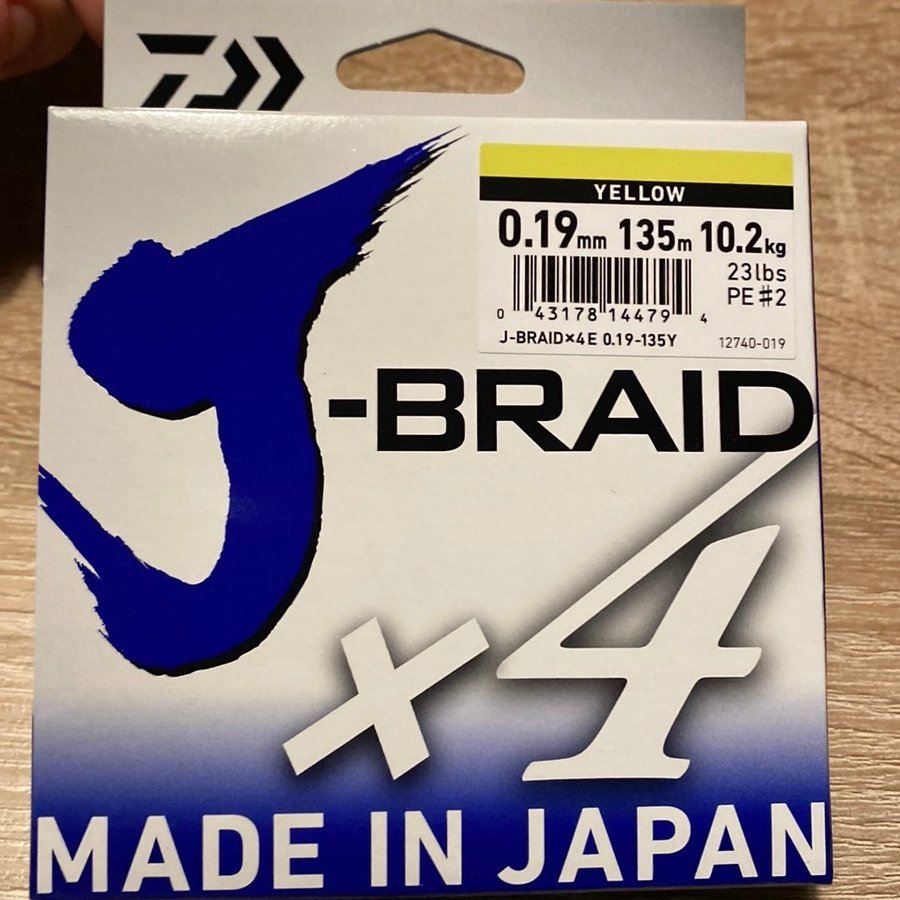 YELLOW
0.19mm 135m 10.2kg
23lbs
PE#2
0 43178 14479 4
J-BRAID×4E 0.19-135Y 12740-019
J-BRAID
×4
MADE IN JAPAN